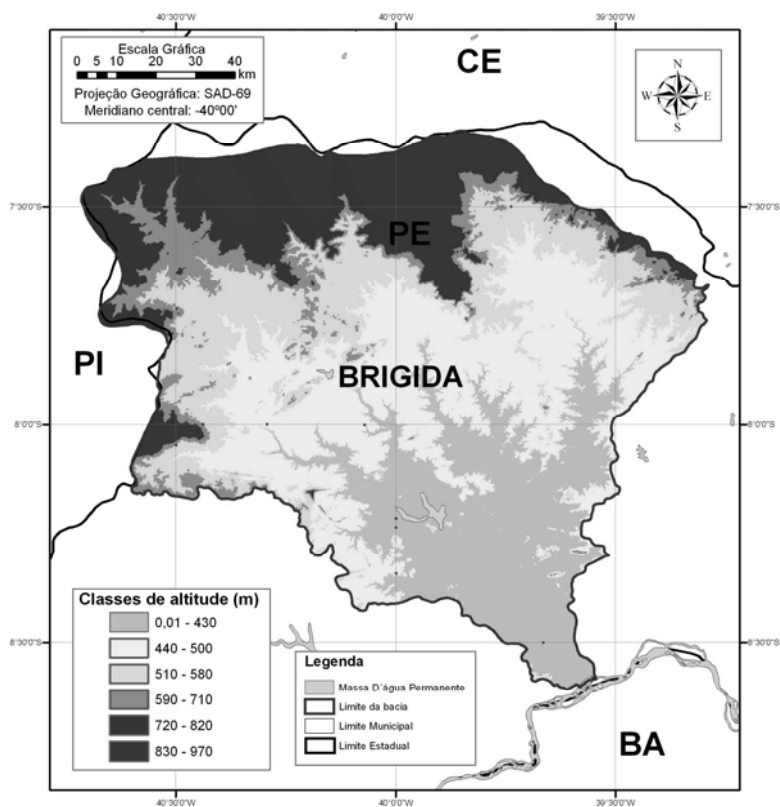 40°30'0"W 40°0'0"W 39°30'0"W
Escala Gráfica
0 5 10 20 30 40
km
Projeção Geográfica: SAD-69
Meridiano central: -40º00'
CE
N
W E
S
7°30'0"S 7°30'0"S
PE
PI
BRIGIDA
8°0'0"S 8°0'0"S
Classes de altitude (m)
0,01 - 430
440 - 500
510 - 580
590 - 710
720 - 820
830 - 970
8°30'0"S 8°30'0"S
Legenda
Massa D'água Permanente
Limite da bacia
Limite Municipal
Limite Estadual
BA
40°30'0"W 40°0'0"W 39°30'0"W